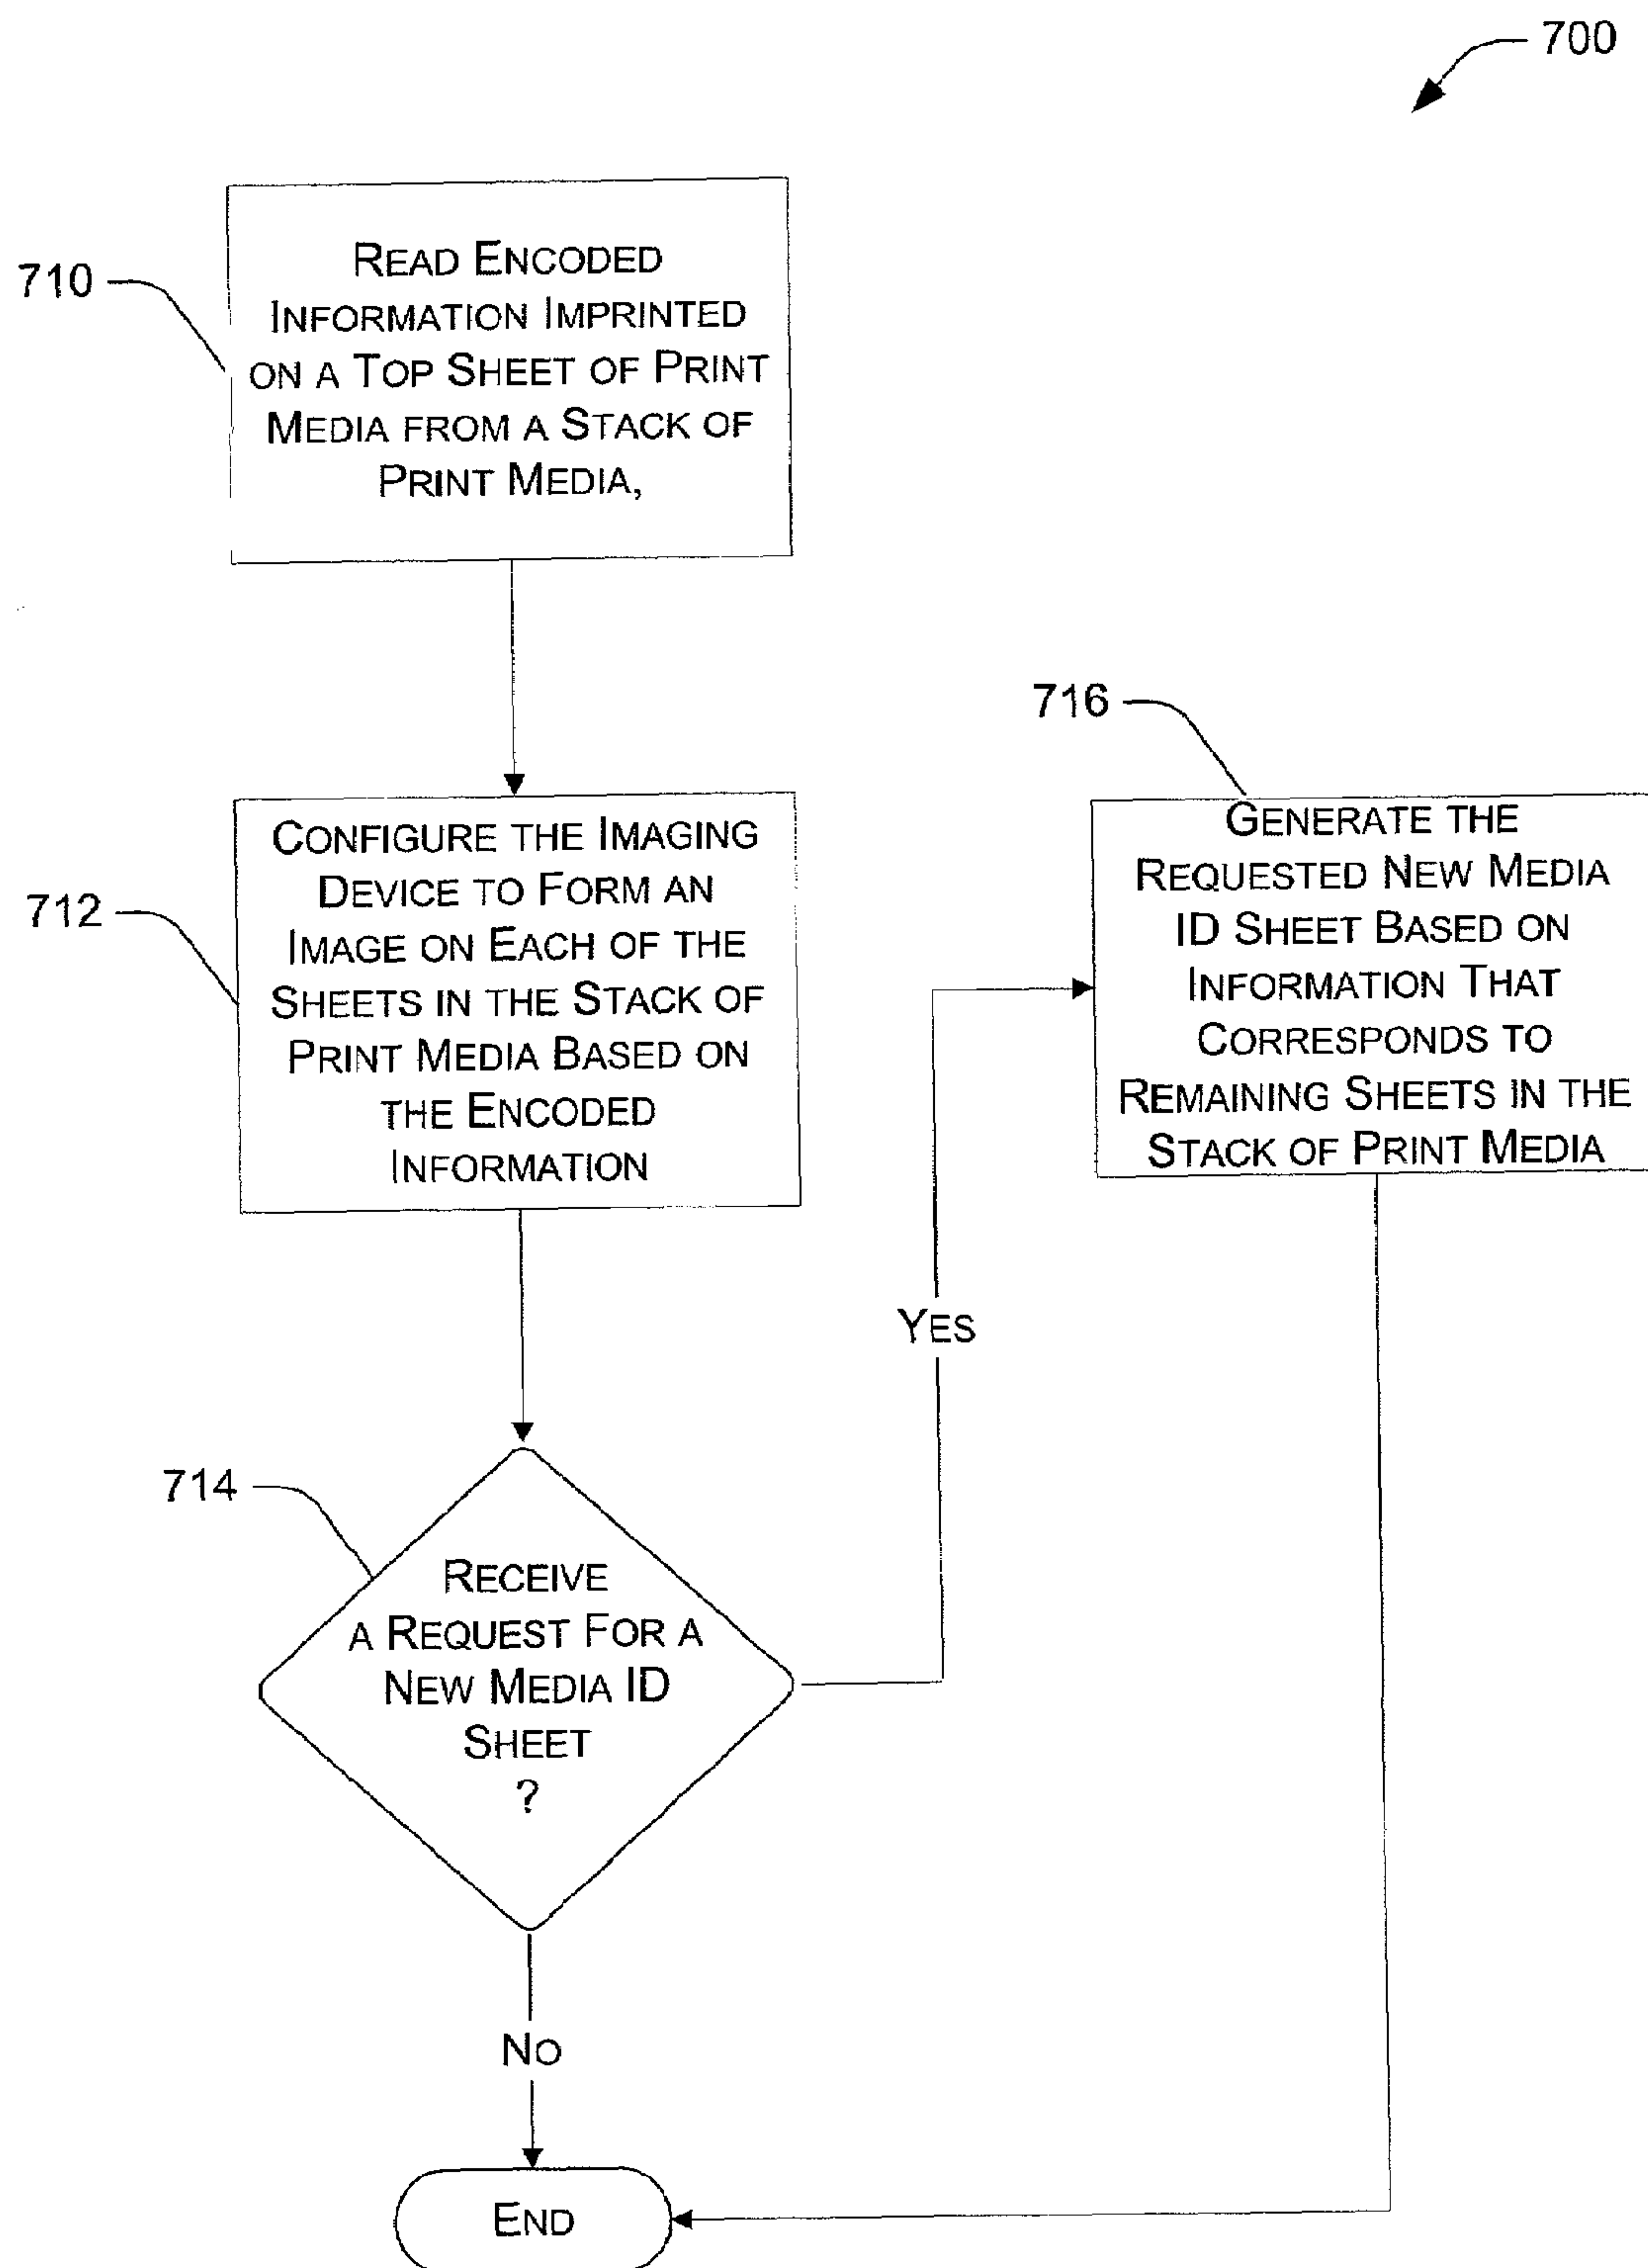 700
710
READ ENCODED
INFORMATION IMPRINTED
ON A TOP SHEET OF PRINT
MEDIA FROM A STACK OF
PRINT MEDIA,
712
CONFIGURE THE IMAGING
DEVICE TO FORM AN
IMAGE ON EACH OF THE
SHEETS IN THE STACK OF
PRINT MEDIA BASED ON
THE ENCODED
INFORMATION
716
GENERATE THE
REQUESTED NEW MEDIA
ID SHEET BASED ON
INFORMATION THAT
CORRESPONDS TO
REMAINING SHEETS IN THE
STACK OF PRINT MEDIA
YES
714
RECEIVE
A REQUEST FOR A
NEW MEDIA ID
SHEET
?
NO
END